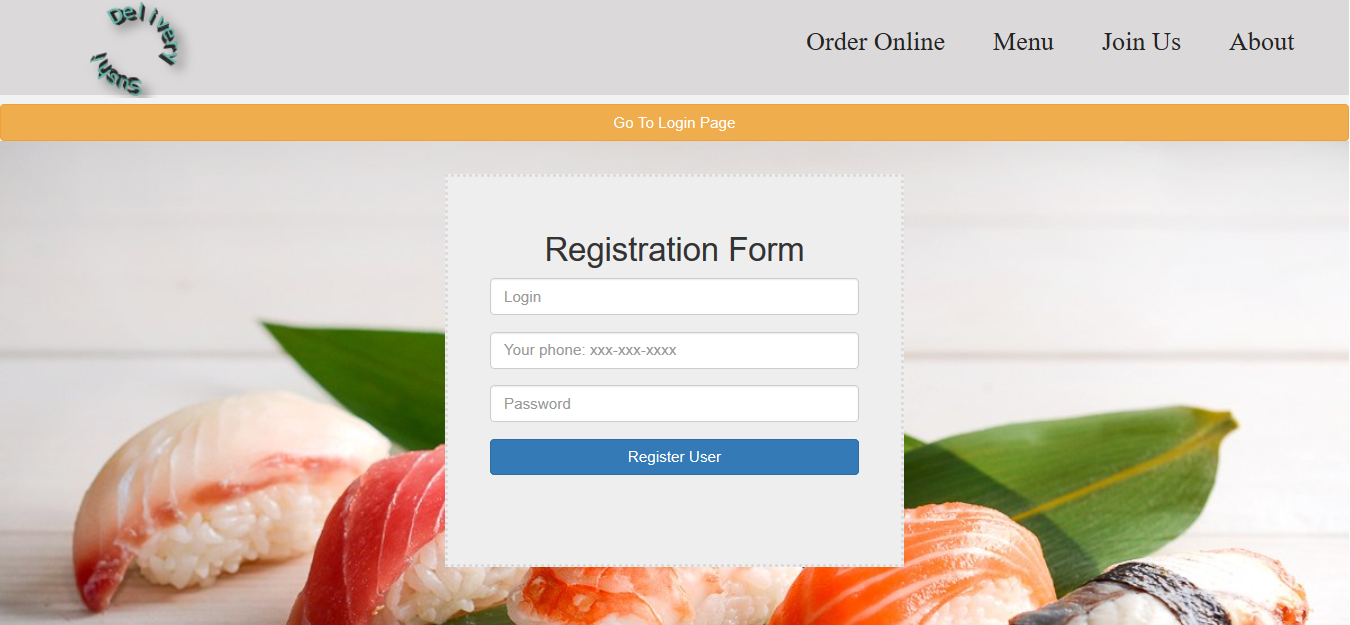 Delivery
Sushi
Order Online Menu Join Us About
Go To Login Page
Registration Form
Login
Your phone: xxx-xxx-xxxx
Password
Register User